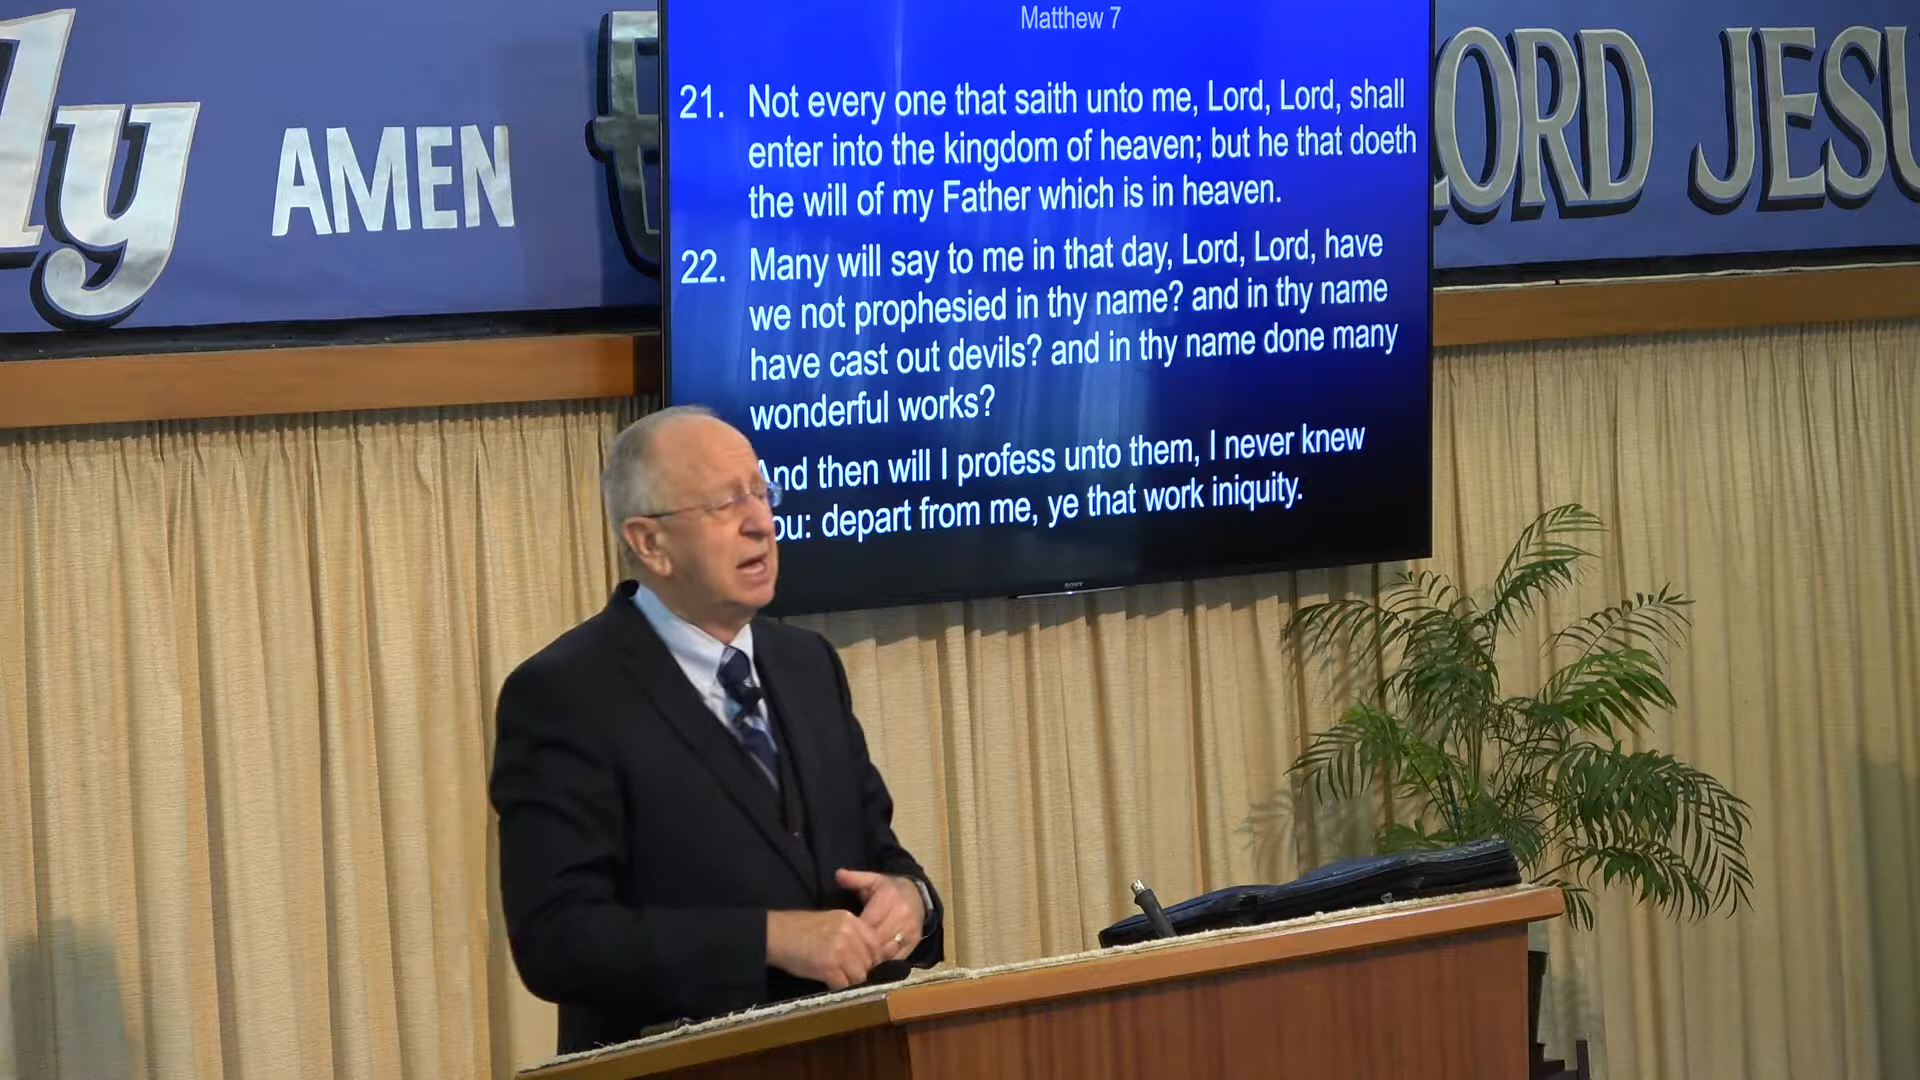 Matthew 7
21. Not every one that saith unto me, Lord, Lord, shall
enter into the kingdom of heaven; but he that doeth
the will of my Father which is in heaven.
22. Many will say to me in that day, Lord, Lord, have
we not prophesied in thy name? and in thy name
have cast out devils? and in thy name done many
wonderful works?
And then will I profess unto them, I never knew
ou: depart from me, ye that work iniquity.
SONY
ly AMEN
ORD JESU